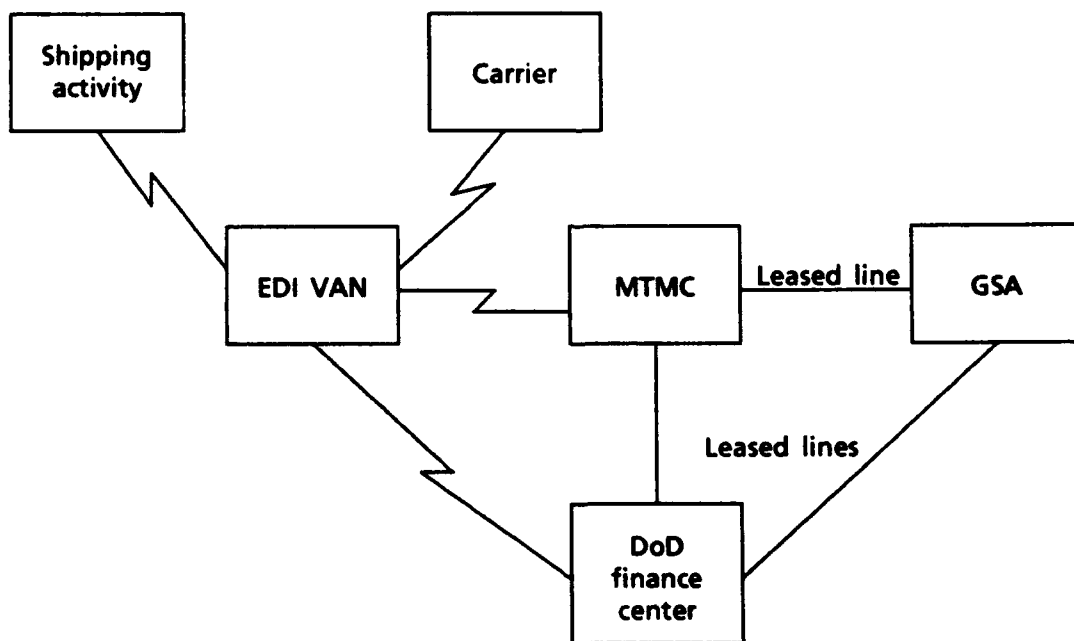 Shipping
activity
Carrier
EDI VAN
MTMC
Leased line
GSA
Leased lines
DoD
finance
center